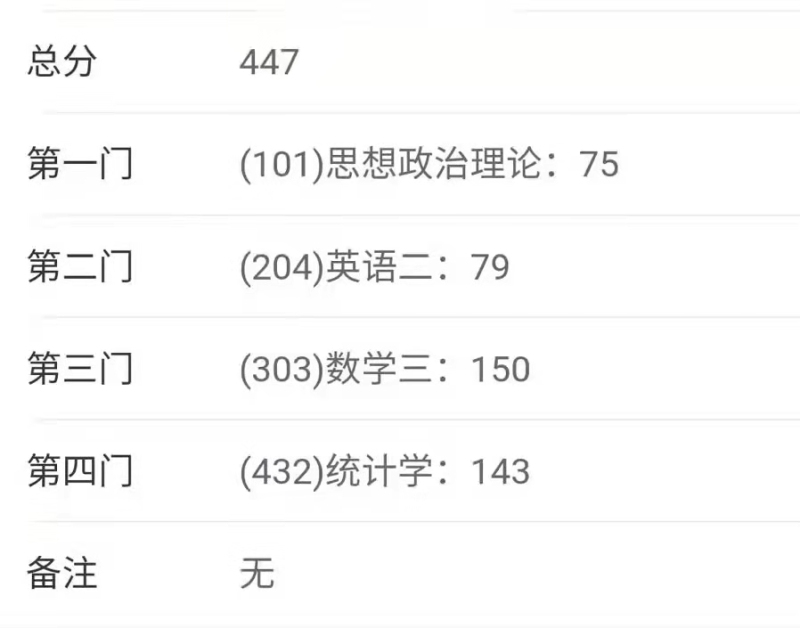 总分 447
第一门 (101)思想政治理论：75
第二门 (204)英语二：79
第三门 (303)数学三：150
第四门 (432)统计学：143
备注 无